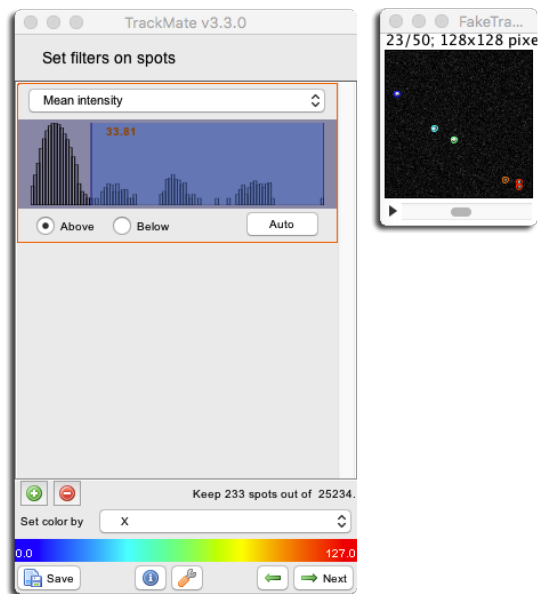 TrackMate v3.3.0
Set filters on spots
Mean intensity
33.81
Above
Below
Auto
Keep 233 spots out of 25234.
Set color by
X
0.0
127.0
Save
Next
FakeTra...
23/50; 128x128 pixe